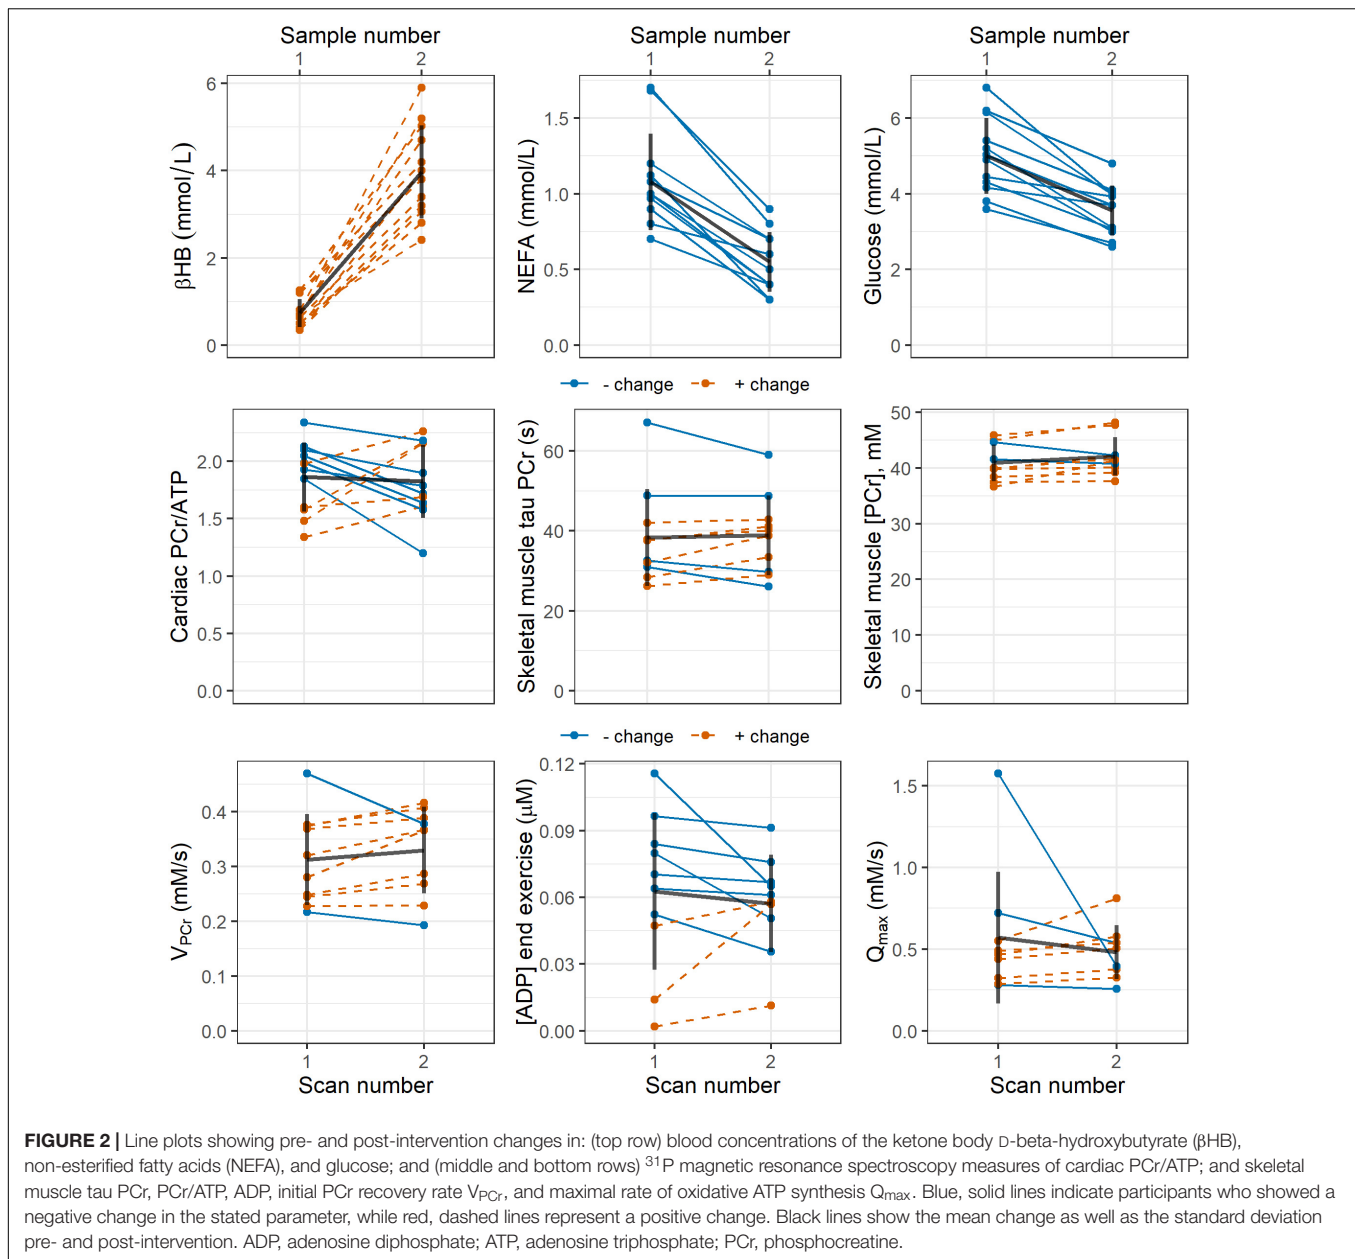 Sample number
Sample number
Sample number
1 2
1 2
1 2
βHB (mmol/L)
6
4
2
0
NEFA (mmol/L)
1.5
1.0
0.5
0.0
Glucose (mmol/L)
6
4
2
0
- change + change
Cardiac PCr/ATP
2.0
1.5
1.0
0.5
0.0
Skeletal muscle tau PCr (s)
60
40
20
0
Skeletal muscle [PCr], mM
50
40
30
20
10
0
- change + change
VPCr (mM/s)
0.4
0.3
0.2
0.1
0.0
[ADP] end exercise (μM)
0.12
0.09
0.06
0.03
0.00
Qmax (mM/s)
1.5
1.0
0.5
0.0
1 2
1 2
1 2
Scan number
Scan number
Scan number
FIGURE 2 | Line plots showing pre- and post-intervention changes in: (top row) blood concentrations of the ketone body D-beta-hydroxybutyrate (βHB),
non-esterified fatty acids (NEFA), and glucose; and (middle and bottom rows) 31P magnetic resonance spectroscopy measures of cardiac PCr/ATP; and skeletal
muscle tau PCr, PCr/ATP, ADP, initial PCr recovery rate VPCr, and maximal rate of oxidative ATP synthesis Qmax. Blue, solid lines indicate participants who showed a
negative change in the stated parameter, while red, dashed lines represent a positive change. Black lines show the mean change as well as the standard deviation
pre- and post-intervention. ADP, adenosine diphosphate; ATP, adenosine triphosphate; PCr, phosphocreatine.